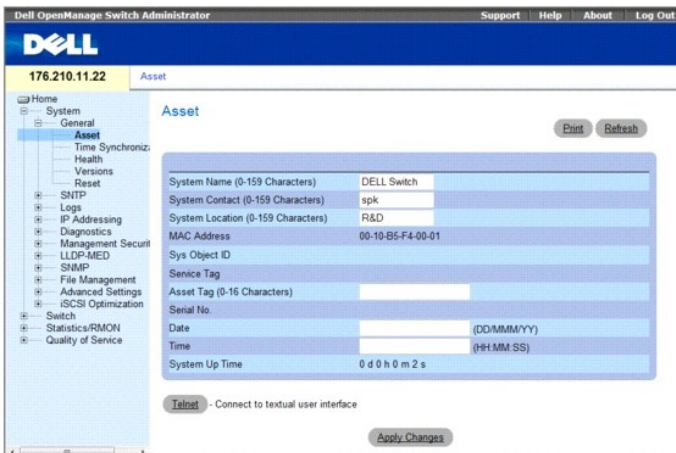 Dell OpenManage Switch Administrator
Support Help About Log Out
DELL
176.210.11.22 Asset
Home
System
General
Asset
Time Synchroniz
Health
Versions
Reset
SNTP
Logs
IP Addressing
Diagnostics
Management Securit
LLDP-MED
SNMP
File Management
Advanced Settings
iSCSI Optimization
Switch
Statistics/RMON
Quality of Service
Asset
Print Refresh
System Name (0-159 Characters) DELL Switch
System Contact (0-159 Characters) spk
System Location (0-159 Characters) R&D
MAC Address 00-10-B5-F4-00-01
Sys Object ID
Service Tag
Asset Tag (0-16 Characters)
Serial No.
Date (DD/MMM/YY)
Time (HH:MM:SS)
System Up Time 0 d 0 h 0 m 2 s
Telnet - Connect to textual user interface
Apply Changes